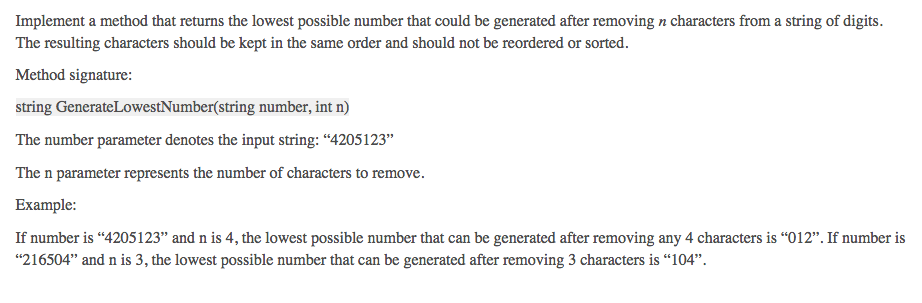 Implement a method that returns the lowest possible number that could be generated after removing n characters from a string of digits.
The resulting characters should be kept in the same order and should not be reordered or sorted.
Method signature:
string GenerateLowestNumber(string number, int n)
The number parameter denotes the input string: “4205123”
The n parameter represents the number of characters to remove.
Example:
If number is “4205123” and n is 4, the lowest possible number that can be generated after removing any 4 characters is “012”. If number is
“216504” and n is 3, the lowest possible number that can be generated after removing 3 characters is “104”.